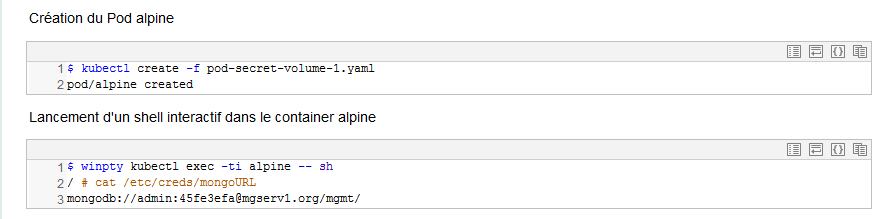 Création du Pod alpine
1 $ kubectl create -f pod-secret-volume-1.yaml
2 pod/alpine created
Lancement d'un shell interactif dans le container alpine
1 $ winpty kubectl exec -ti alpine -- sh
2 / # cat /etc/creds/mongoURL
3 mongodb://admin:45fe3efa@mgserv1.org/mgmt/